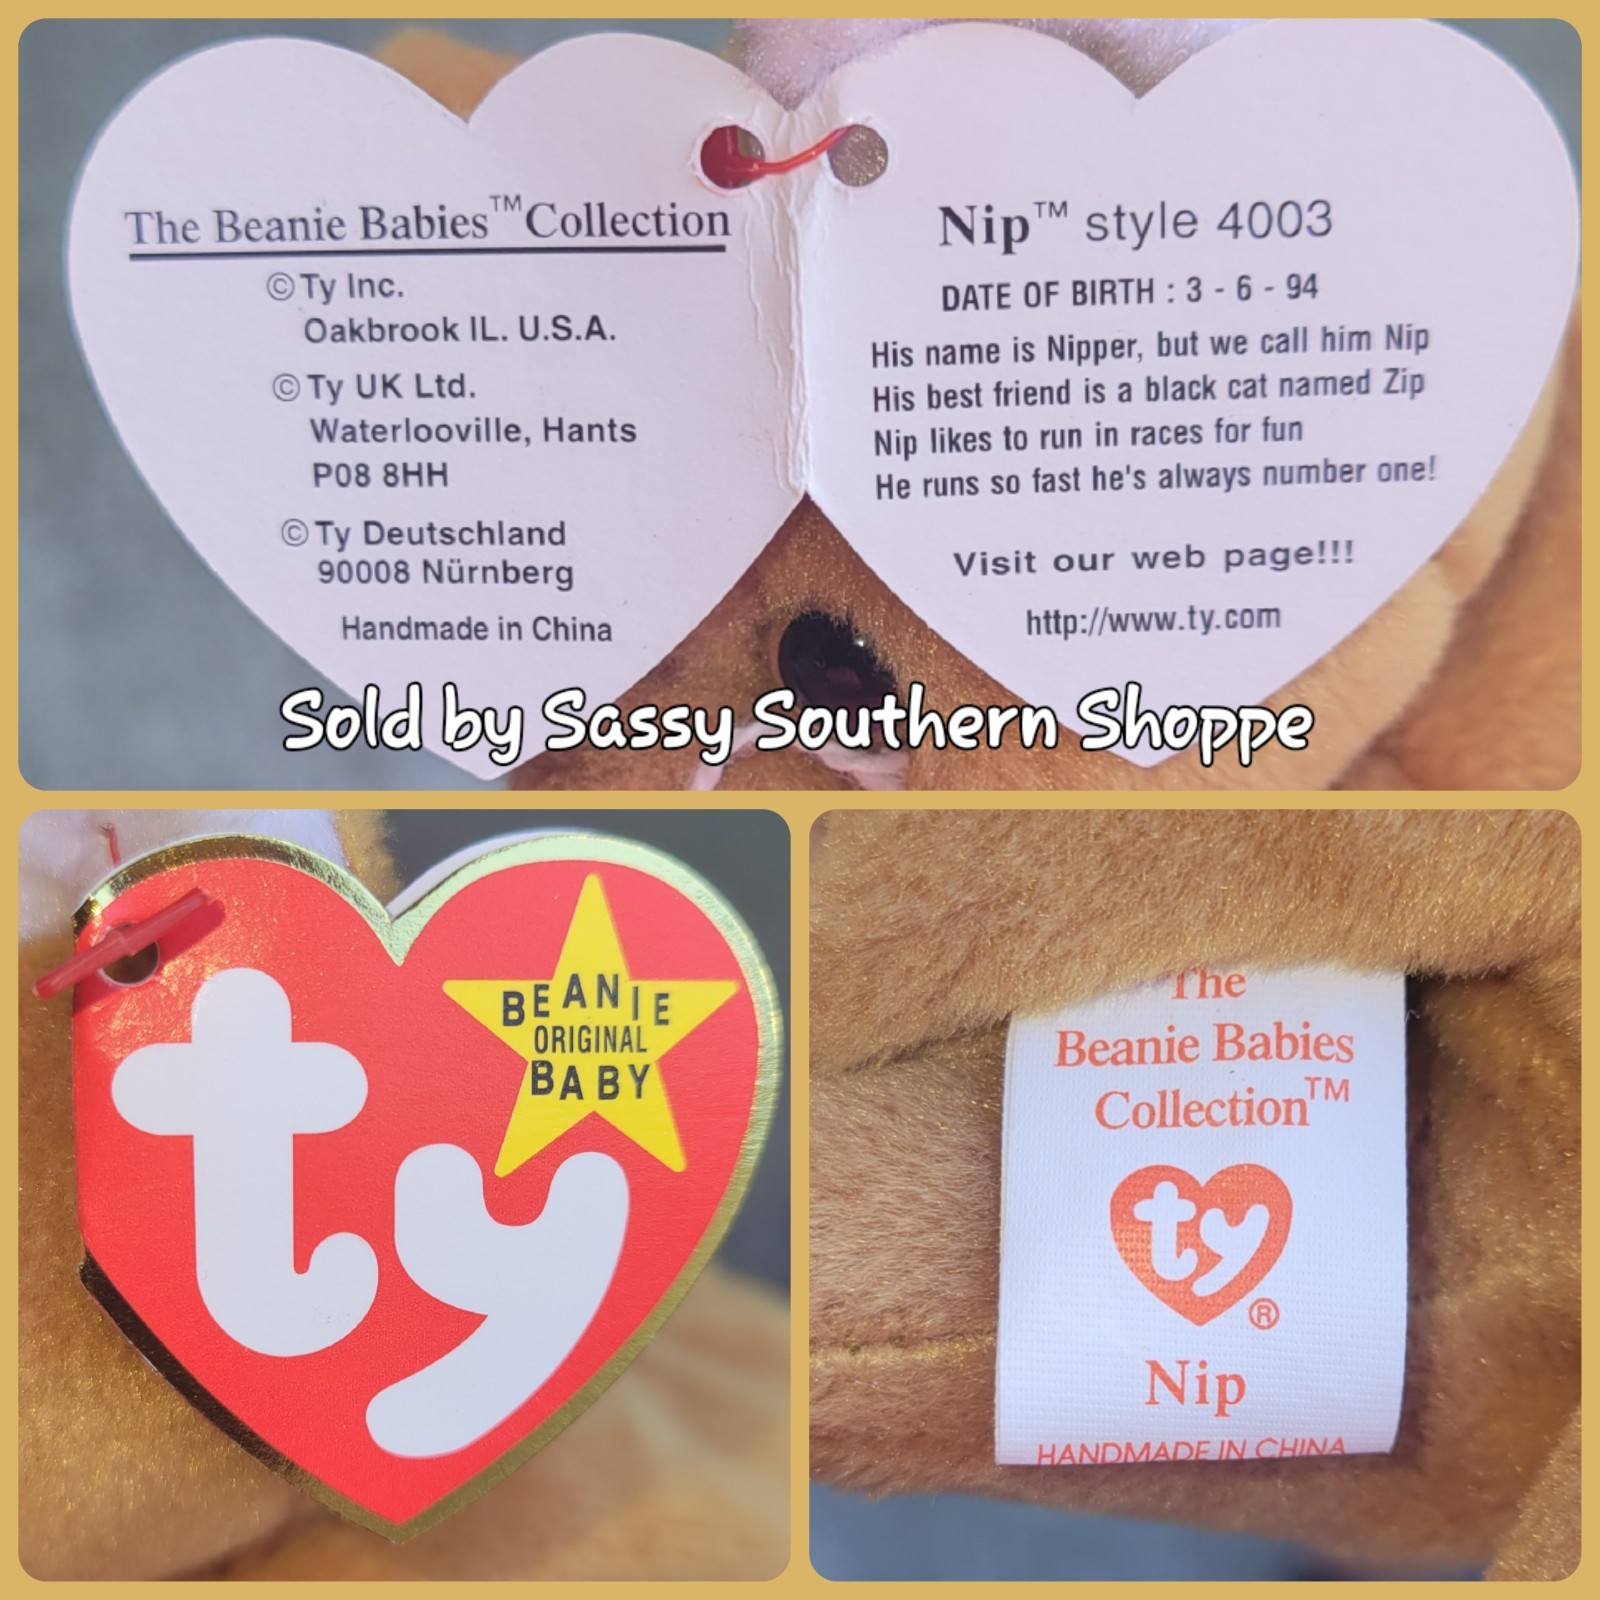 The Beanie Babies™ Collection
© Ty Inc.
Oakbrook IL. U.S.A.
© Ty UK Ltd.
Waterlooville, Hants
P08 8HH
© Ty Deutschland
90008 Nürnberg
Handmade in China
Nip™ style 4003
DATE OF BIRTH : 3 - 6 - 94
His name is Nipper, but we call him Nip
His best friend is a black cat named Zip
Nip likes to run in races for fun
He runs so fast he's always number one!
Visit our web page!!!
http://www.ty.com
Sold by Sassy Southern Shoppe
ty
BEANIE
ORIGINAL
BABY
The
Beanie Babies
Collection™
ty®
Nip
HANDMADE IN CHINA